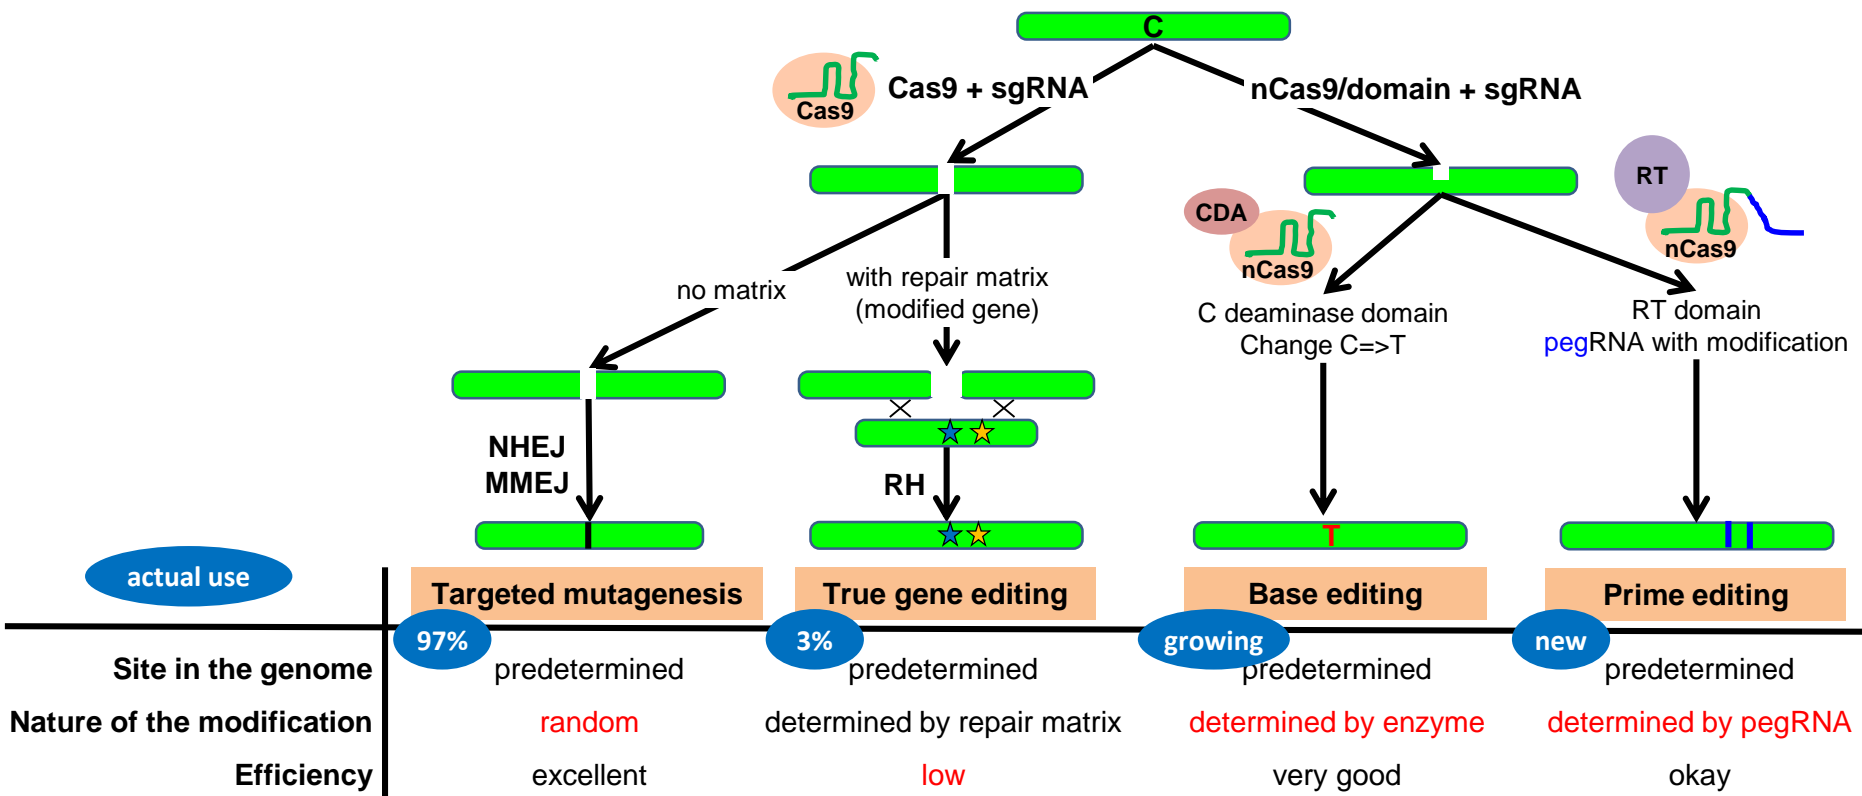 C
Cas9 + sgRNA
nCas9/domain + sgRNA
Cas9
RT
CDA
nCas9
nCas9
no matrix
with repair matrix
(modified gene)
C deaminase domain
Change C=>T
RT domain
pegRNA with modification
NHEJ
MMEJ
RH
T
actual use
Targeted mutagenesis
True gene editing
Base editing
Prime editing
97%
3%
growing
new
Site in the genome
predetermined
predetermined
predetermined
predetermined
Nature of the modification
random
determined by repair matrix
determined by enzyme
determined by pegRNA
Efficiency
excellent
low
very good
okay